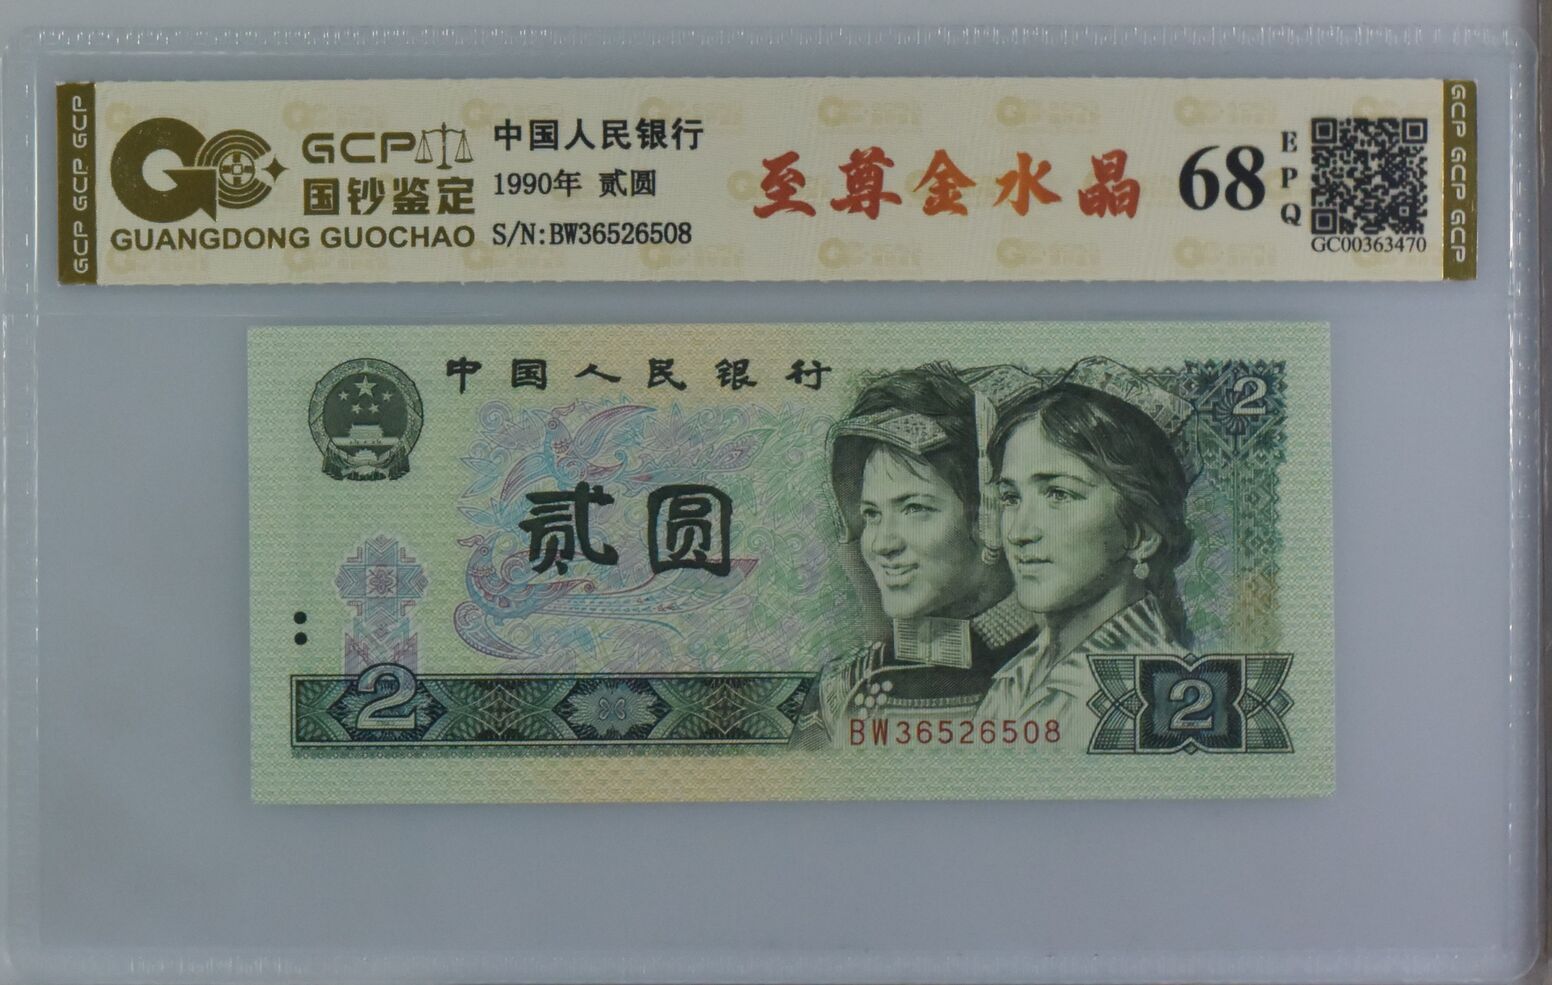 GCP GCP GCP
GCP
国钞鉴定
GUANGDONG GUOCHAO
中国人民银行
1990年 贰圆
S/N:BW36526508
至尊金水晶
68
EPQ
GC00363470
GCP GCP GCP
中国人民银行
2
贰圆
2
BW36526508
2